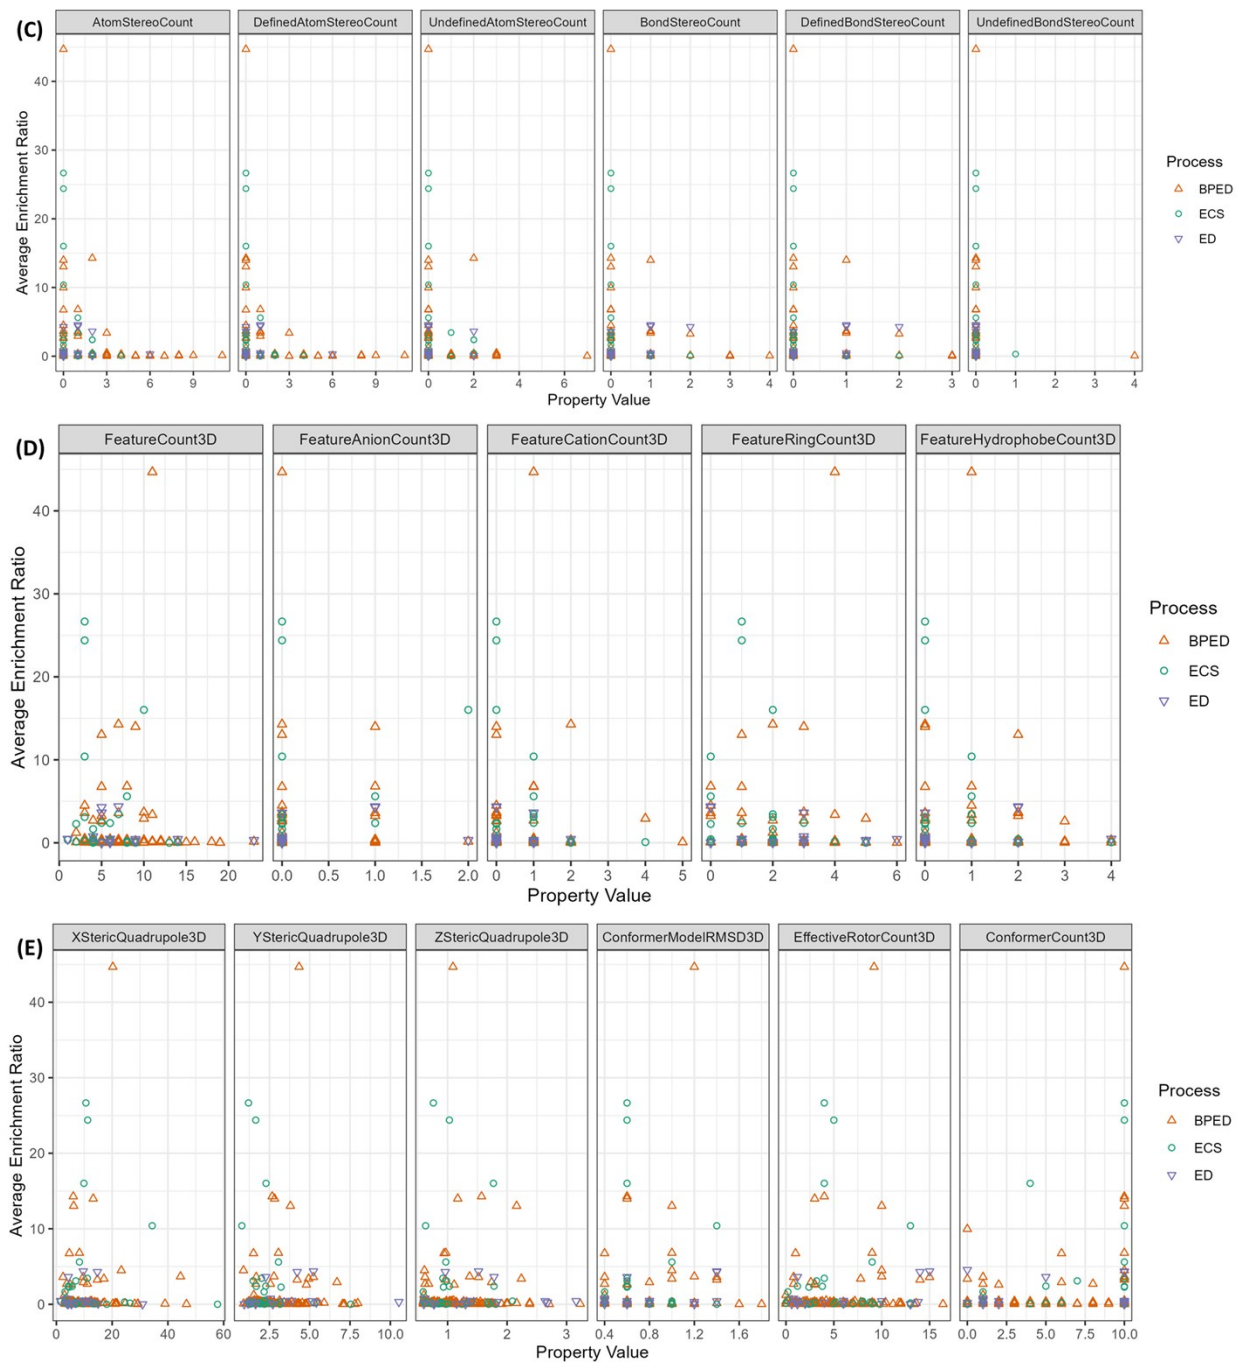 (C)
AtomStereoCount DefinedAtomStereoCount UndefinedAtomStereoCount BondStereoCount DefinedBondStereoCount UndefinedBondStereoCount
Average Enrichment Ratio
40
30
20
10
0
0 3 6 9 0 3 6 9 0 2 4 6 0 1 2 3 4 0 1 2 3 0 1 2 3 4
Property Value
Process
BPED
ECS
ED
(D)
FeatureCount3D FeatureAnionCount3D FeatureCationCount3D FeatureRingCount3D FeatureHydrophobeCount3D
Average Enrichment Ratio
40
30
20
10
0
0 5 10 15 20 0.0 0.5 1.0 1.5 2.0 0 1 2 3 4 5 0 2 4 6 0 1 2 3 4
Property Value
Process
BPED
ECS
ED
(E)
XStericQuadrupole3D YStericQuadrupole3D ZStericQuadrupole3D ConformerModelRMSD3D EffectiveRotorCount3D ConformerCount3D
Average Enrichment Ratio
40
30
20
10
0
0 20 40 60 2.5 5.0 7.5 10.0 1 2 3 0.4 0.8 1.2 1.6 0 5 10 15 0.0 2.5 5.0 7.5 10.0
Property Value
Process
BPED
ECS
ED